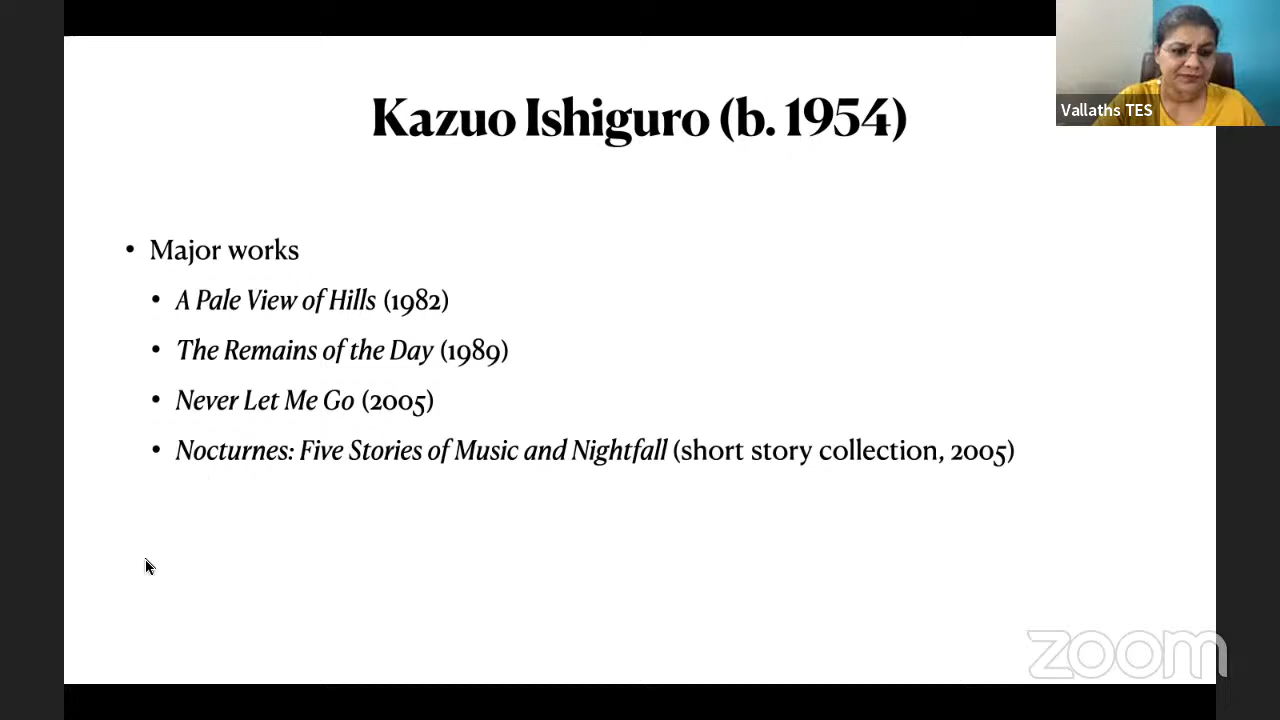 Kazuo Ishiguro (b. 1954)
Vallaths TES
• Major works
• A Pale View of Hills (1982)
• The Remains of the Day (1989)
• Never Let Me Go (2005)
• Nocturnes: Five Stories of Music and Nightfall (short story collection, 2005)
zoom